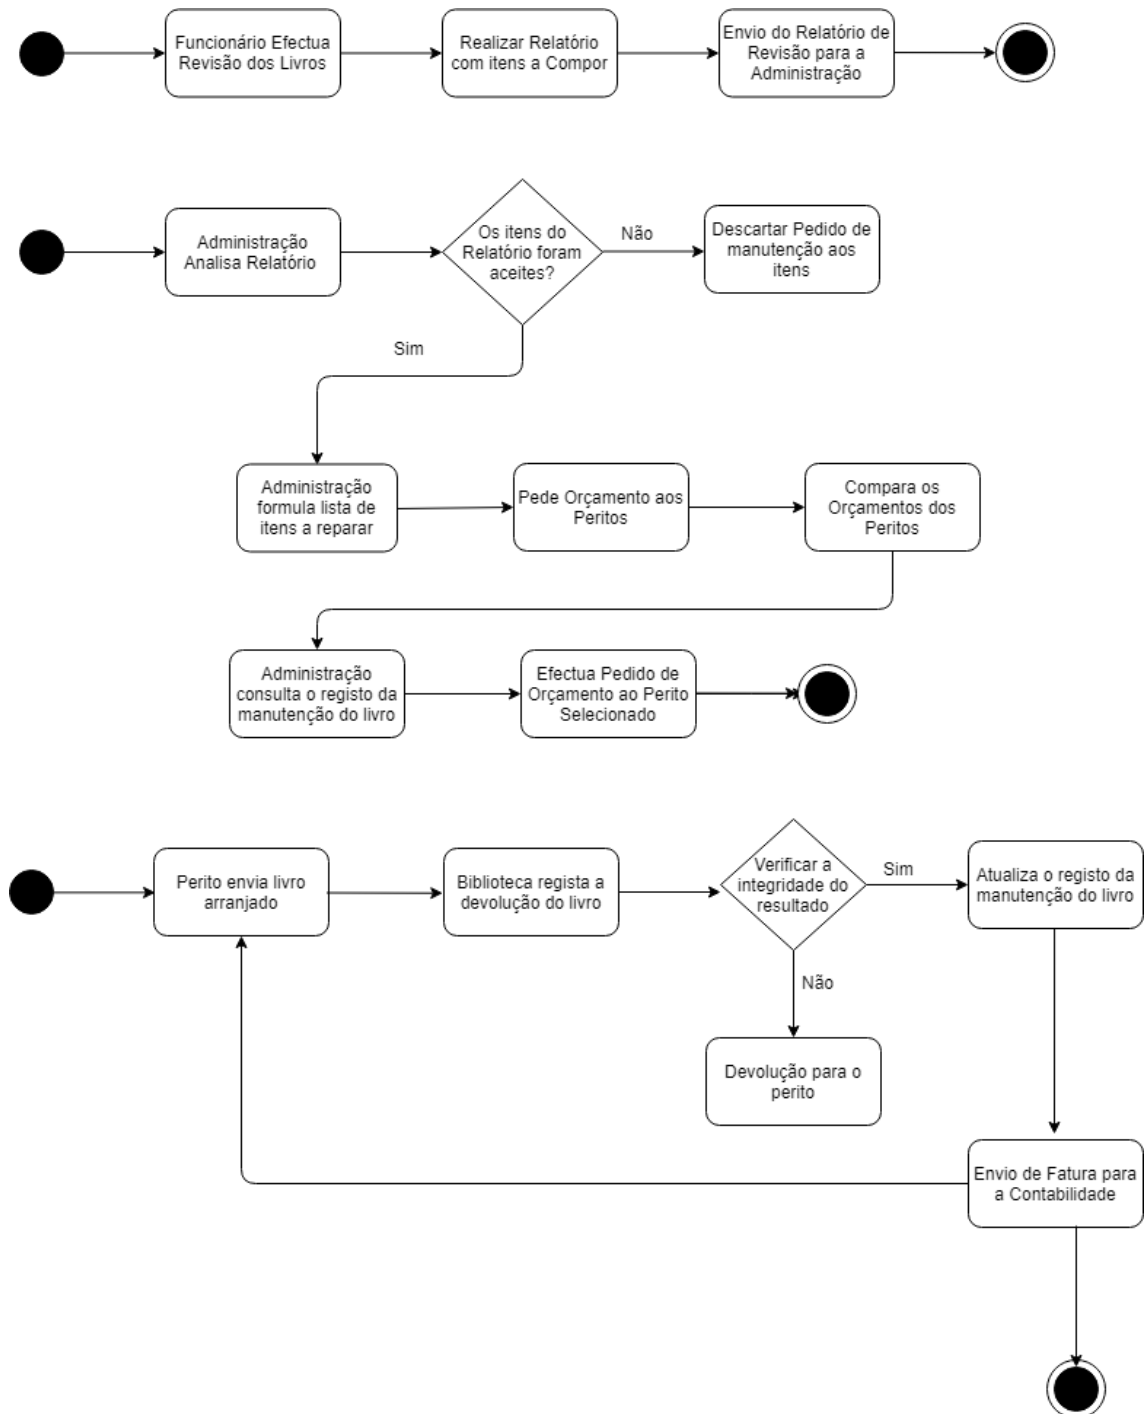 Funcionário Efectua
Revisão dos Livros
Realizar Relatório
com itens a Compor
Envio do Relatório de
Revisão para a
Administração
Administração
Analisa Relatório
Os itens do
Relatório foram
aceites?
Não
Descartar Pedido de
manutenção aos
itens
Sim
Administração
formula lista de
itens a reparar
Pede Orçamento aos
Peritos
Compara os
Orçamentos dos
Peritos
Administração
consulta o registo da
manutenção do livro
Efectua Pedido de
Orçamento ao Perito
Selecionado
Perito envia livro
arranjado
Biblioteca regista a
devolução do livro
Verificar a
integridade do
resultado
Sim
Atualiza o registo da
manutenção do livro
Não
Devolução para o
perito
Envio de Fatura para
a Contabilidade